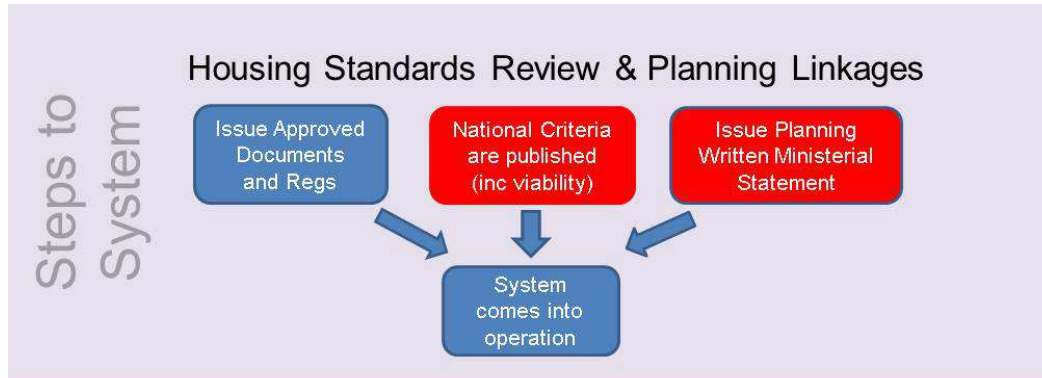 Housing Standards Review & Planning Linkages
Steps to
System
Issue Approved
Documents
and Regs
National Criteria
are published
(inc viability)
Issue Planning
Written Ministerial
Statement
System
comes into
operation